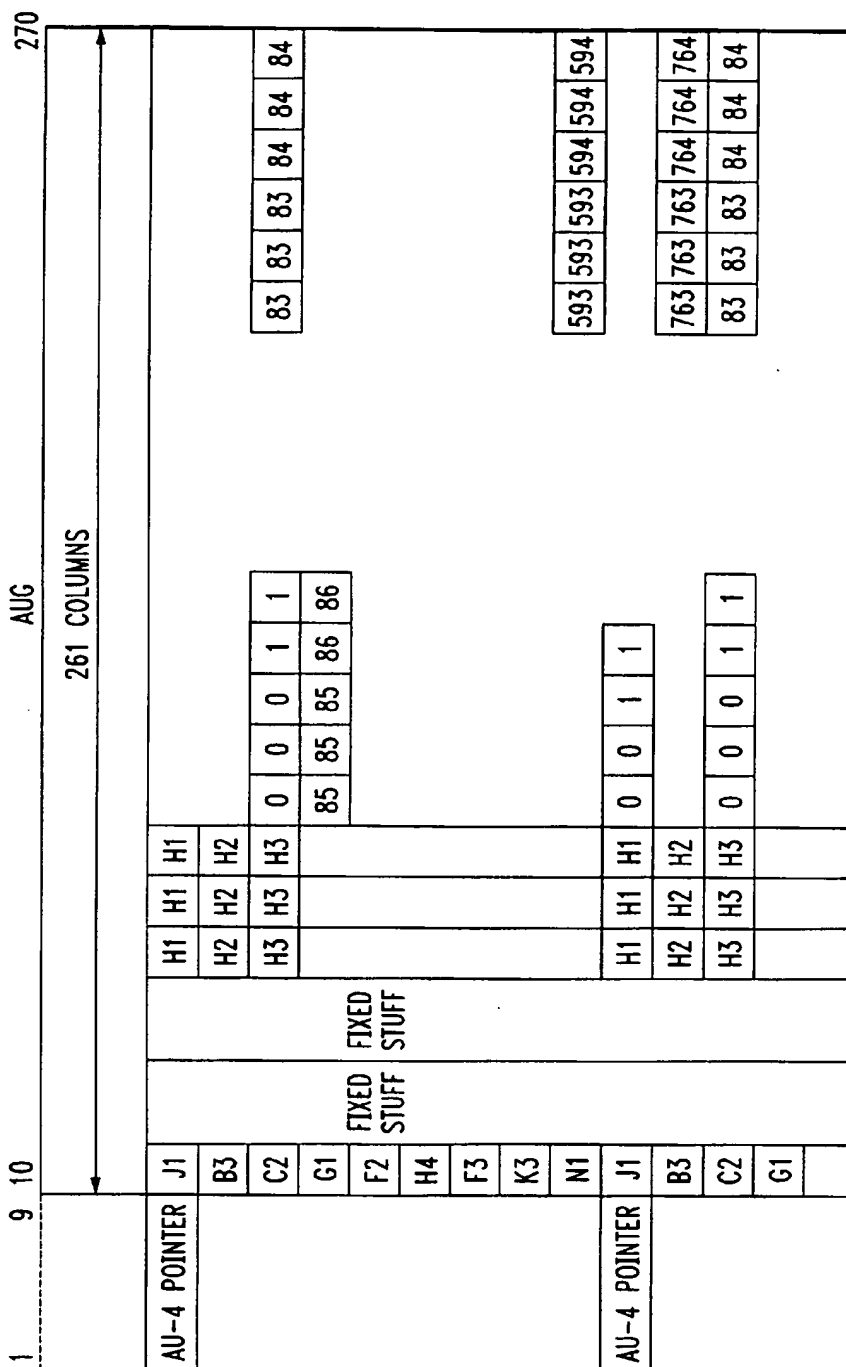 1 9 10 AUG 270
261 COLUMNS
AU-4 POINTER J1 H1 H1 H1
B3 H2 H2 H2
C2 H3 H3 H3 0 0 0 1 1 83 83 83 84 84 84
G1 85 85 85 86 86
F2 FIXED FIXED
H4 STUFF STUFF
F3
K3
N1 593 593 593 594 594 594
AU-4 POINTER J1 H1 H1 H1 0 0 1 1
B3 H2 H2 H2 763 763 763 764 764 764
C2 H3 H3 H3 0 0 0 1 1 83 83 83 84 84 84
G1